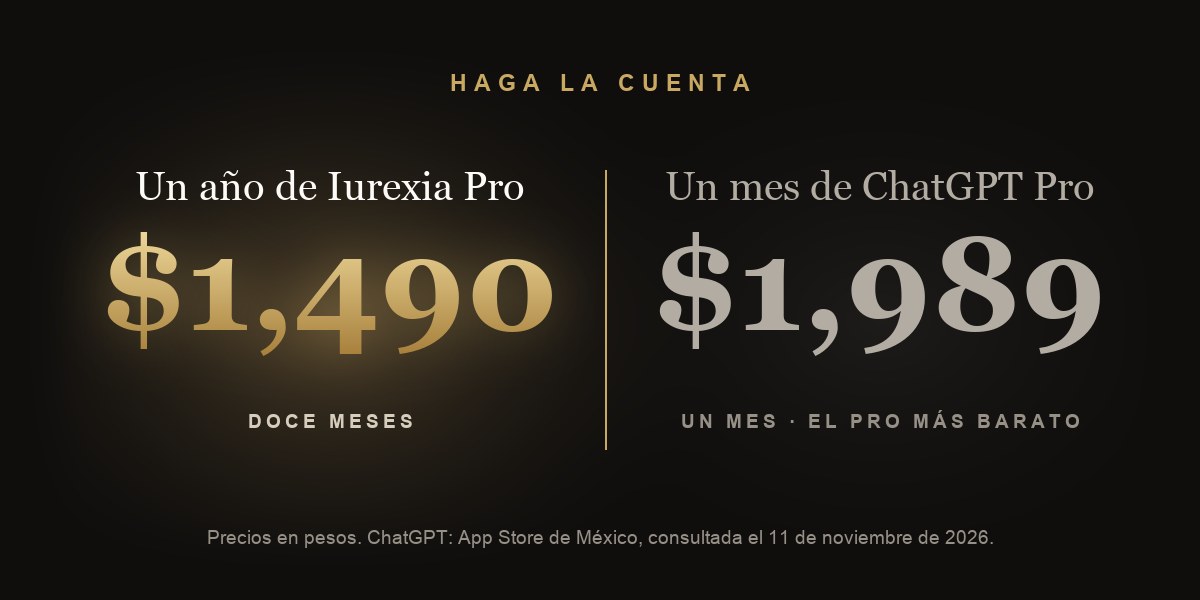 HAGA LA CUENTA
Un año de Iurexia Pro
$1,490
DOCE MESES
Un mes de ChatGPT Pro
$1,989
UN MES · EL PRO MÁS BARATO
Precios en pesos. ChatGPT: App Store de México, consultada el 11 de noviembre de 2026.